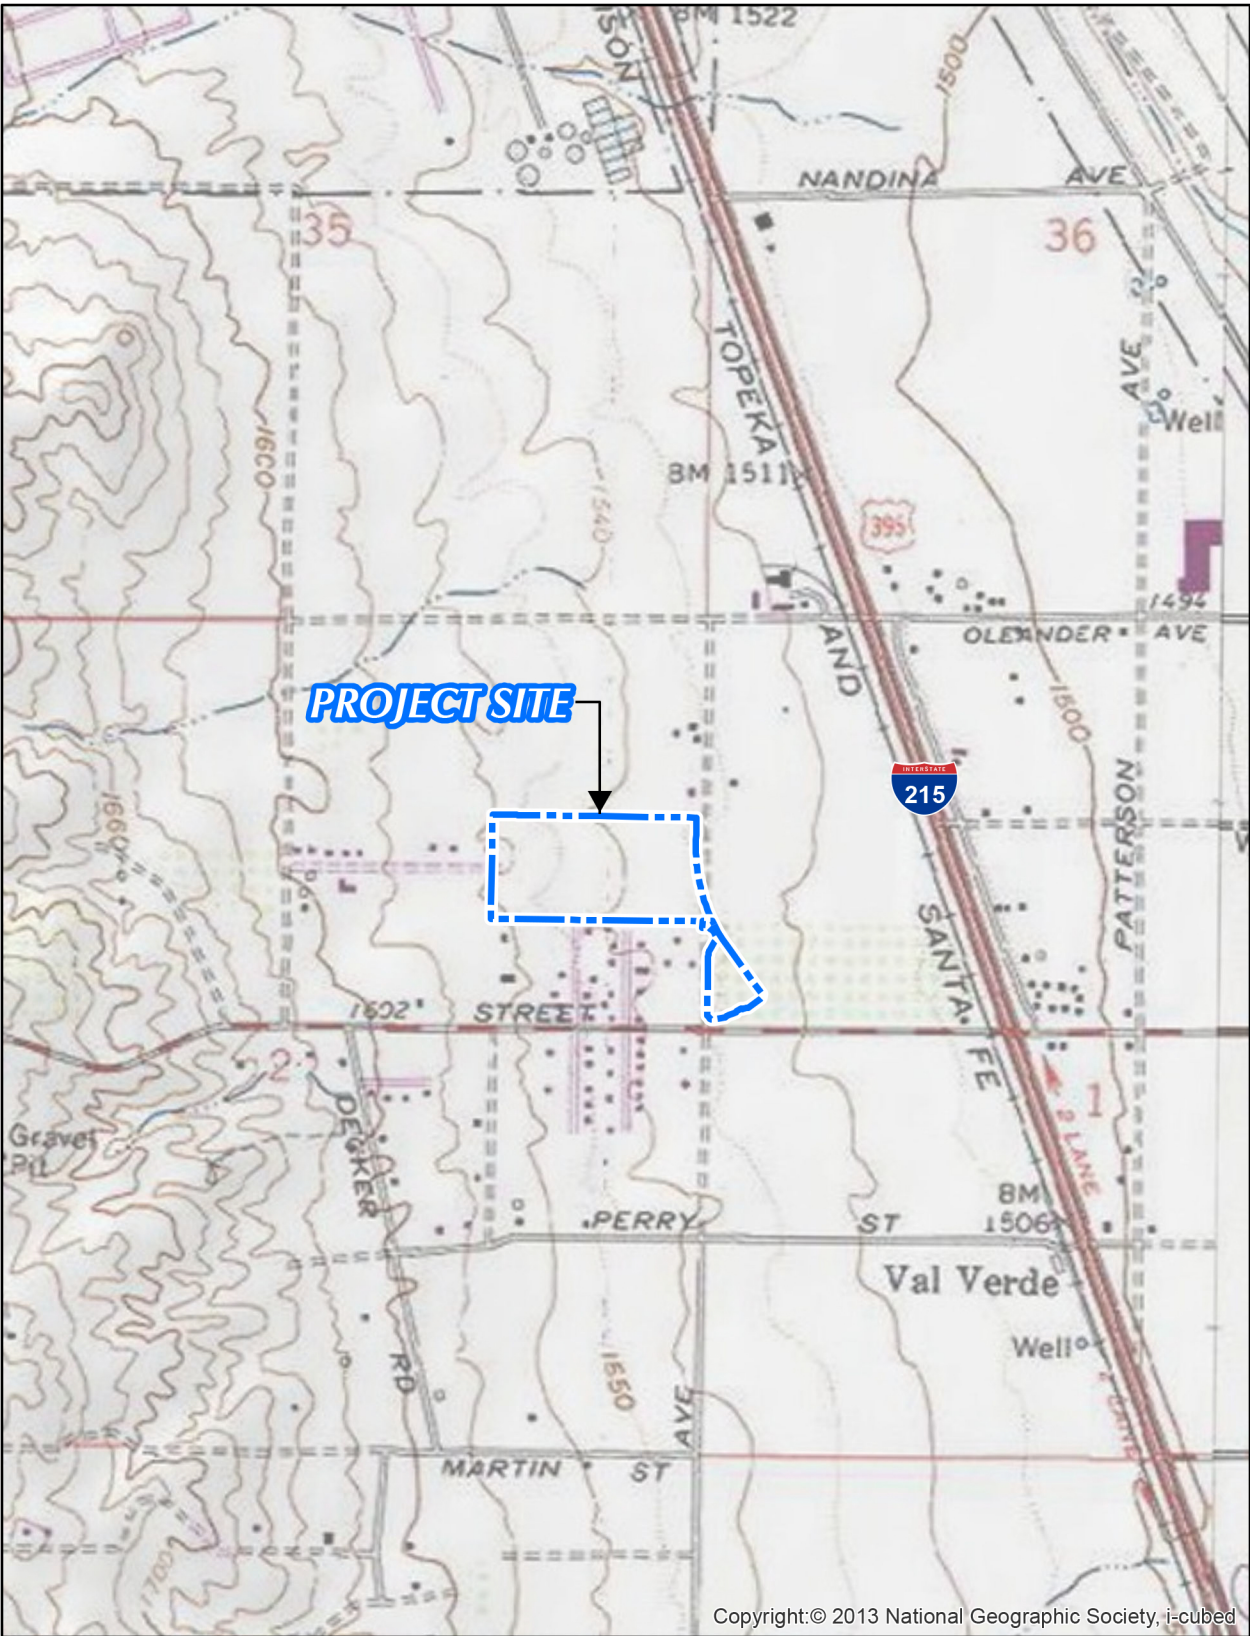 ISON
BM 1522
1500
NANDINA AVE
35
36
TOPEKA
AVE
1600
Well
BM 1511
1540
395
1494
OLEANDER AVE
AND
PROJECT SITE
1500
INTERSTATE
215
PATTERSON
1660
SANTA
1602 STREET
FE
2
1
2 LANE
DECKER
Gravel
Pit
BM
1506
PERRY ST
Val Verde
Well
RD
1550
AVE
MARTIN ST
1700
Copyright:© 2013 National Geographic Society, i-cubed